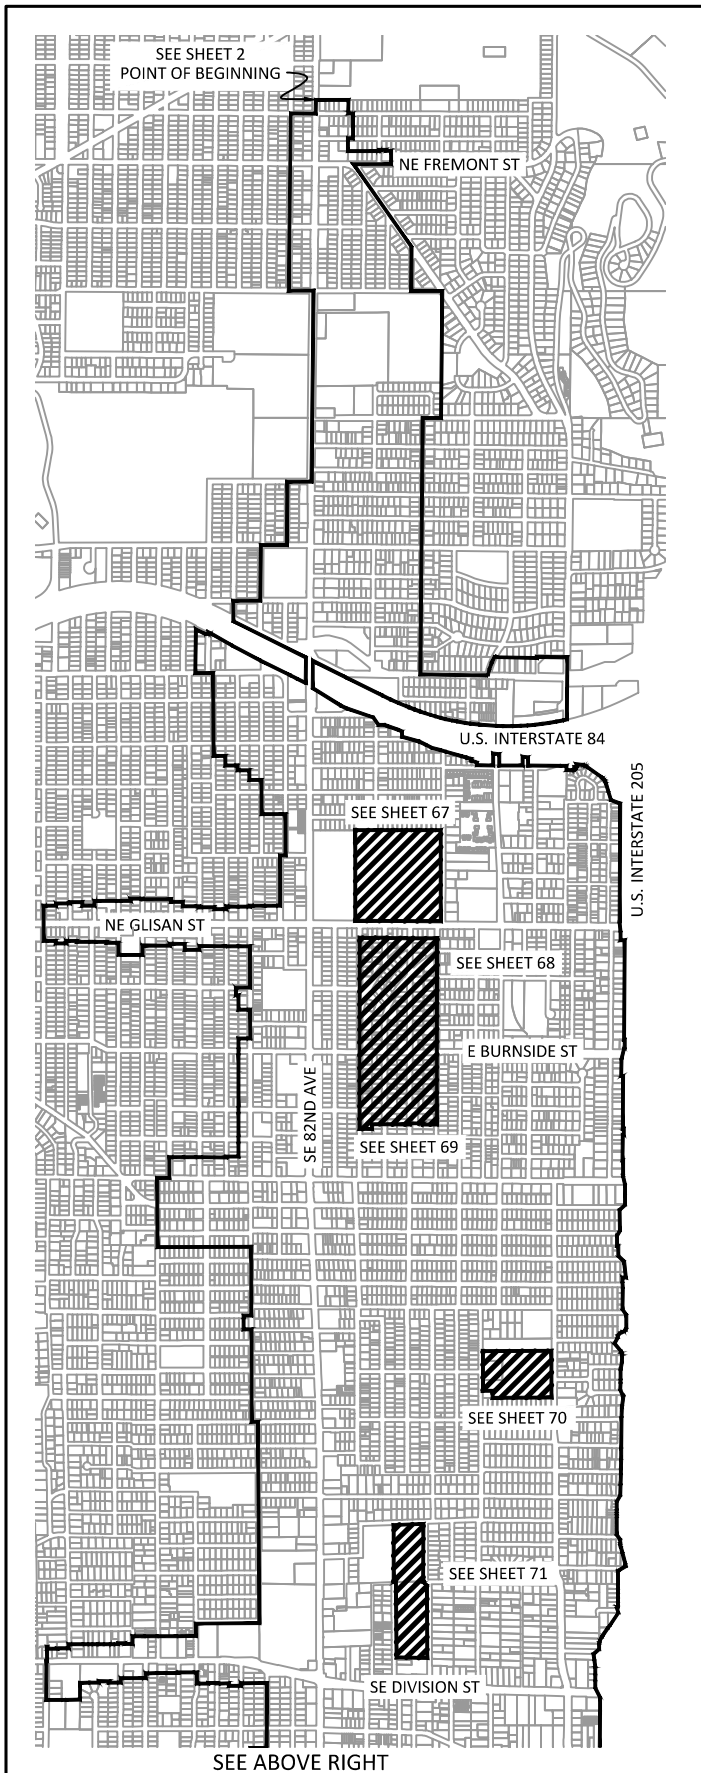 SEE SHEET 2
POINT OF BEGINNING
NE FREMONT ST
U.S. INTERSTATE 84
U.S. INTERSTATE 205
SEE SHEET 67
NE GLISAN ST
SEE SHEET 68
E BURNSIDE ST
SE 82ND AVE
SEE SHEET 69
SEE SHEET 70
SEE SHEET 71
SE DIVISION ST
SEE ABOVE RIGHT